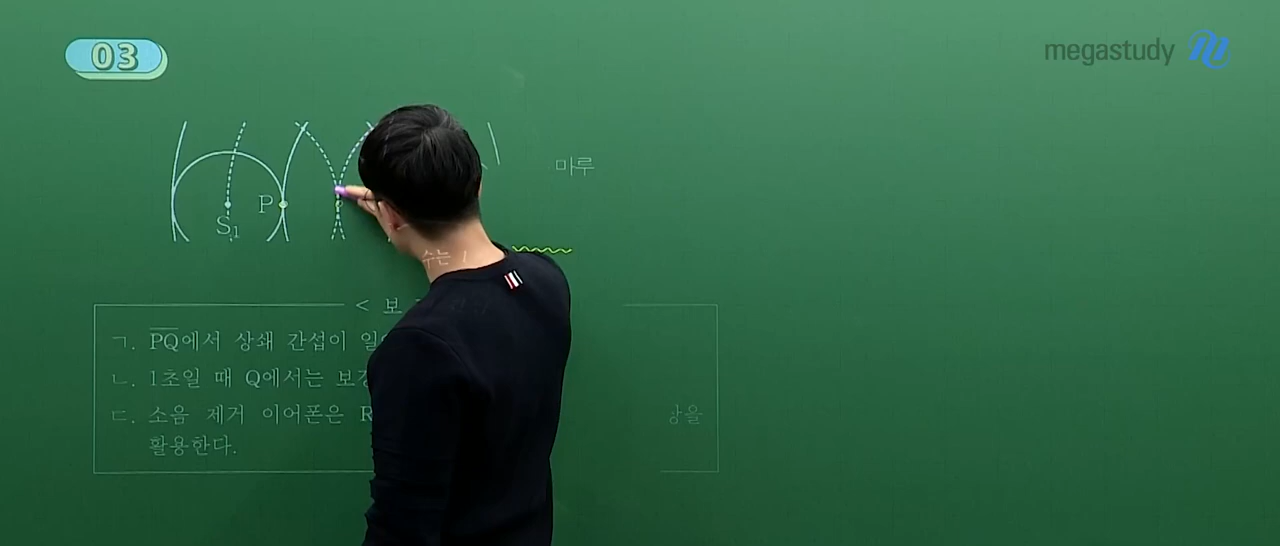 03
megastudy
마루
P
S₁
수는 1
< 보
ㄱ. PQ에서 상쇄 간섭이 일
ㄴ. 1초일 때 Q에서는 보강
ㄷ. 소음 제거 이어폰은 R 상을
활용한다.